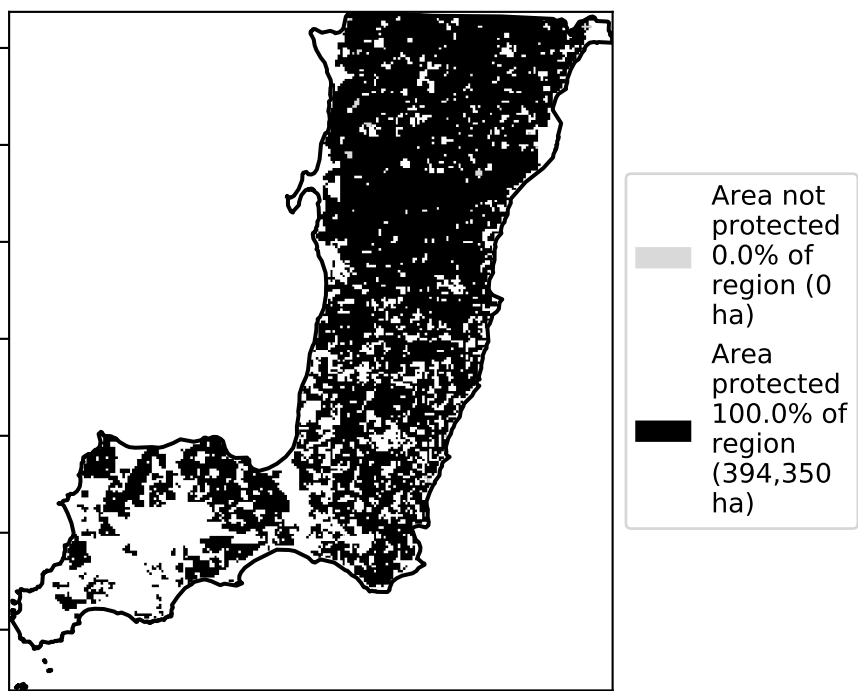 Area not
protected
0.0% of
region (0
ha)
Area
protected
100.0% of
region
(394,350
ha)